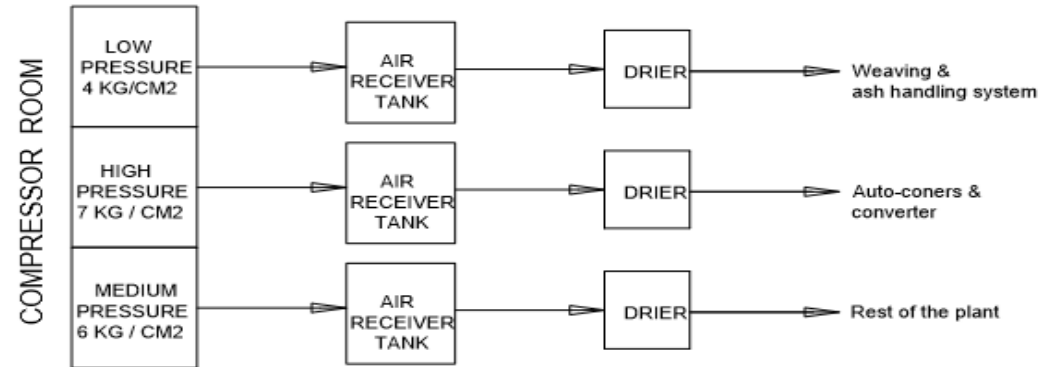 COMPRESSOR ROOM
LOW
PRESSURE
4 KG/CM2
AIR
RECEIVER
TANK
DRIER
Weaving &
ash handling system
HIGH
PRESSURE
7 KG / CM2
AIR
RECEIVER
TANK
DRIER
Auto-coners &
converter
MEDIUM
PRESSURE
6 KG / CM2
AIR
RECEIVER
TANK
DRIER
Rest of the plant